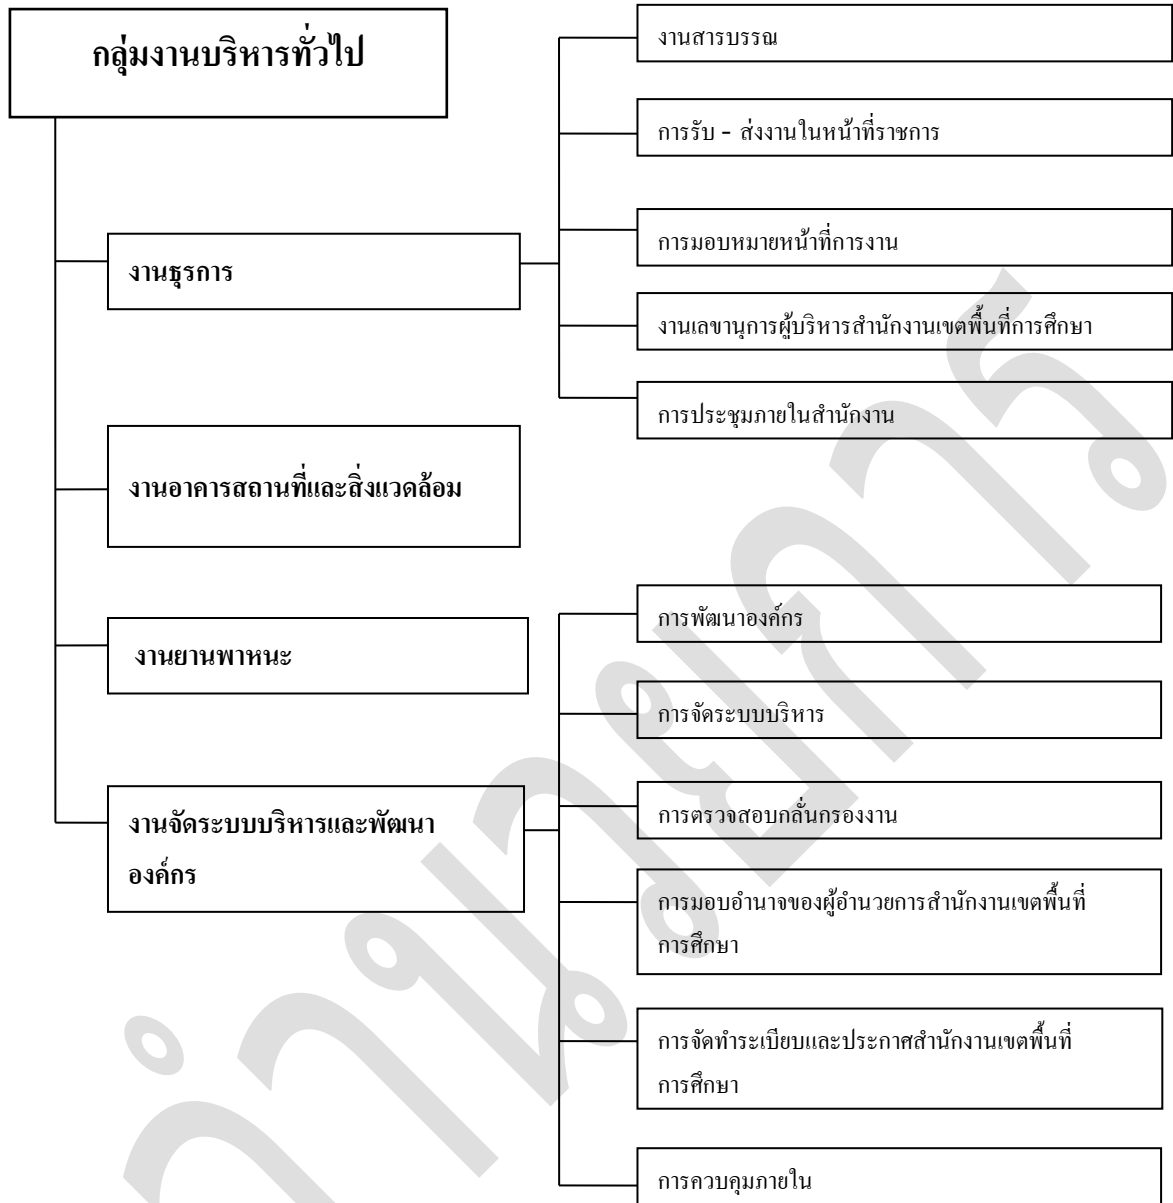 กลุ่มงานบริหารทั่วไป
งานธุรการ
งานสารบรรณ
การรับ - ส่งงานในหน้าที่ราชการ
การมอบหมายหน้าที่การงาน
งานเลขานุการผู้บริหารสำนักงานเขตพื้นที่การศึกษา
การประชุมภายในสำนักงาน
งานอาคารสถานที่และสิ่งแวดล้อม
งานยานพาหนะ
งานจัดระบบบริหารและพัฒนา
องค์กร
การพัฒนาองค์กร
การจัดระบบบริหาร
การตรวจสอบกลั่นกรองงาน
การมอบอำนาจของผู้อำนวยการสำนักงานเขตพื้นที่
การศึกษา
การจัดทำระเบียบและประกาศสำนักงานเขตพื้นที่
การศึกษา
การควบคุมภายใน